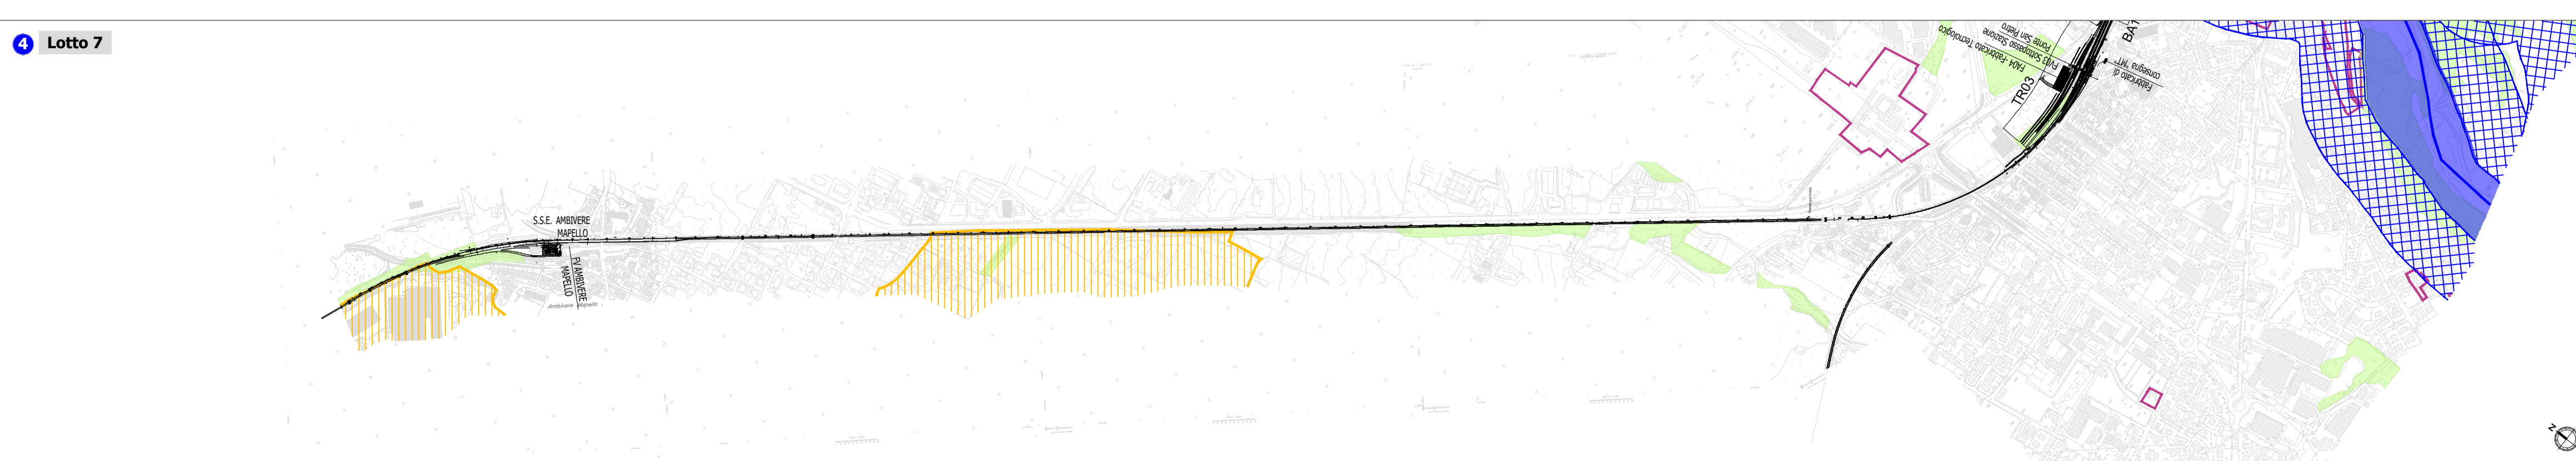 4 Lotto 7
S.S.E. AMBIVERE
MAPELLO
FV AMBIVERE
MAPELLO
Ambivere Mapello
FA04-Fabbricato Tecnologico
FV03 Sottopasso Stazione
Ponte San Pietro
TR03
BA1
Fabbricato di
consegna "MT"
N